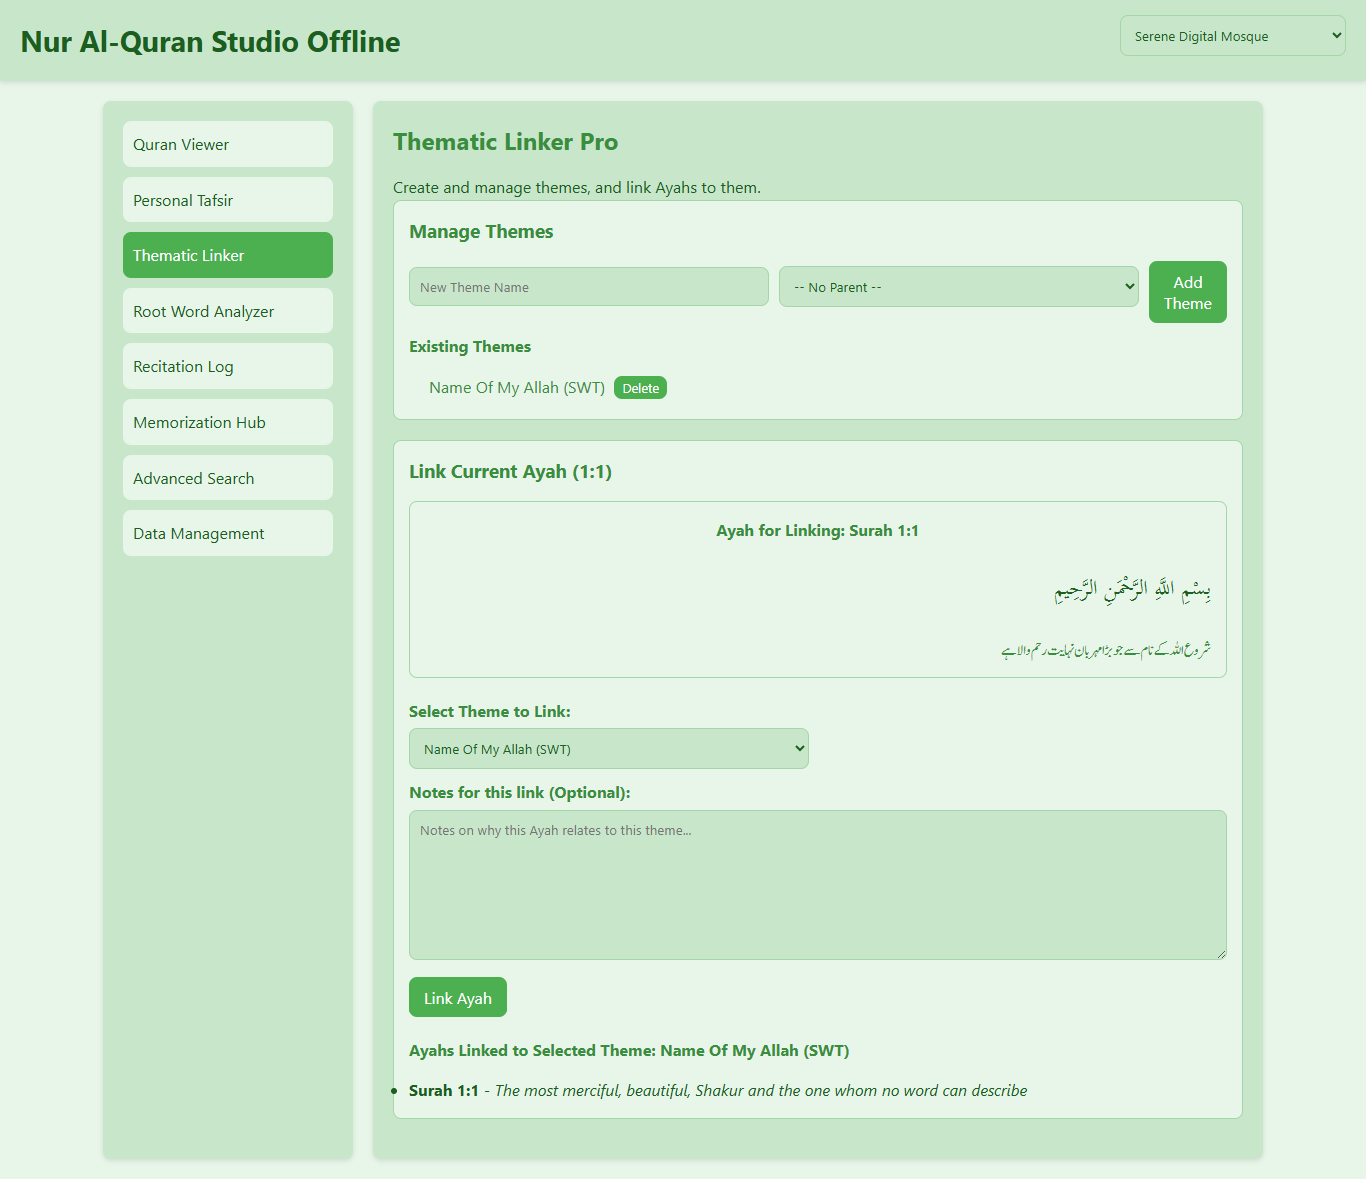 Nur Al-Quran Studio Offline
Serene Digital Mosque
Quran Viewer
Personal Tafsir
Thematic Linker
Root Word Analyzer
Recitation Log
Memorization Hub
Advanced Search
Data Management
Thematic Linker Pro
Create and manage themes, and link Ayahs to them.
Manage Themes
New Theme Name
-- No Parent --
Add
Theme
Existing Themes
Name Of My Allah (SWT)
Delete
Link Current Ayah (1:1)
Ayah for Linking: Surah 1:1
بِسْمِ اللَّهِ الرَّحْمَنِ الرَّحِيمِ
شروع الله کے نام سے جو بڑا مہربان نہایت رحم والا ہے
Select Theme to Link:
Name Of My Allah (SWT)
Notes for this link (Optional):
Notes on why this Ayah relates to this theme...
Link Ayah
Ayahs Linked to Selected Theme: Name Of My Allah (SWT)
• Surah 1:1 - The most merciful, beautiful, Shakur and the one whom no word can describe